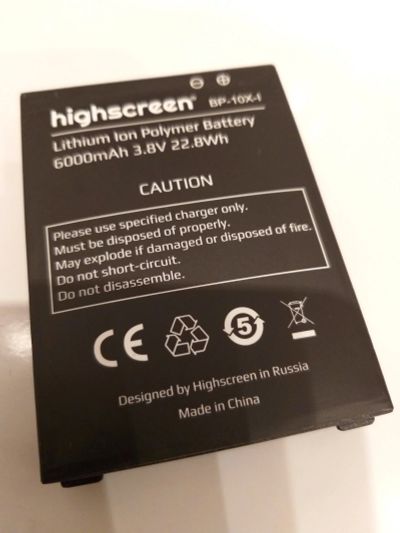 highscreen® BP-10X-I
Lithium Ion Polymer Battery
6000mAh 3.8V 22.8Wh
CAUTION
Please use specified charger only.
Must be disposed of properly.
May explode if damaged or disposed of fire.
Do not short-circuit.
Do not disassemble.
CE
5
Designed by Highscreen in Russia
Made in China